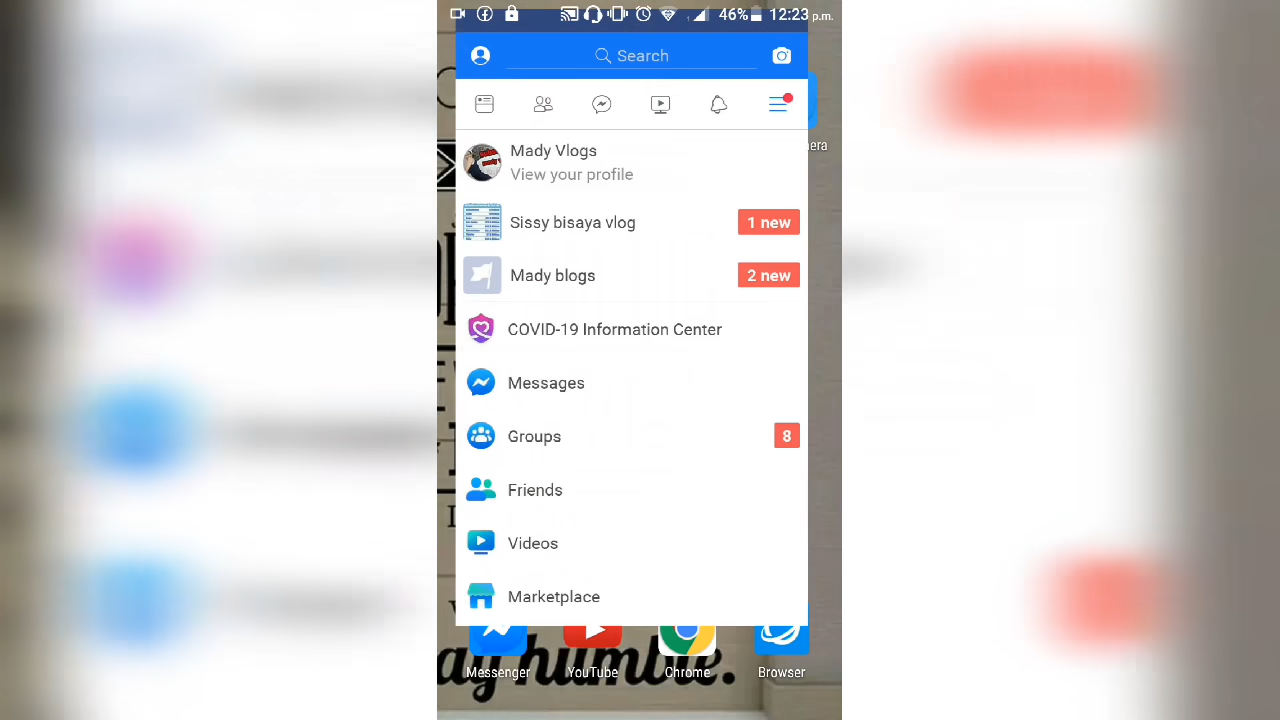 46% 12:23 p.m.
Search
Mady Vlogs
View your profile
Sissy bisaya vlog
1 new
Mady blogs
2 new
COVID-19 Information Center
Messages
Groups
8
Friends
Videos
Marketplace
Messenger
YouTube
Chrome
Browser
humble.